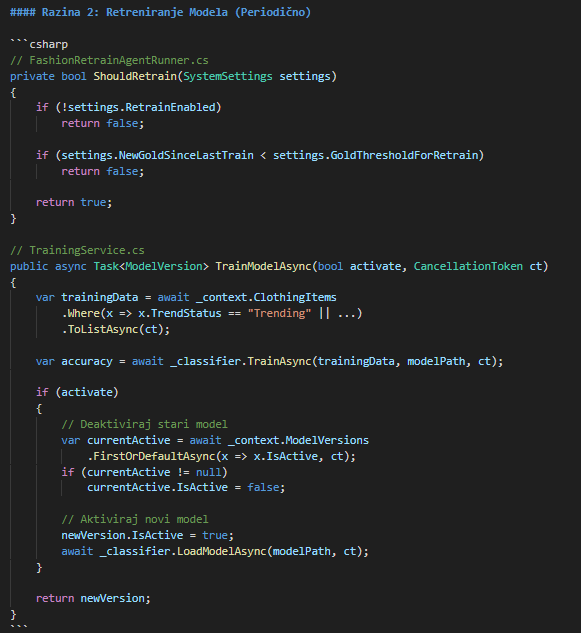 #### Razina 2: Retreniranje Modela (Periodično)
```csharp
// FashionRetrainAgentRunner.cs
private bool ShouldRetrain(SystemSettings settings)
{
    if (!settings.RetrainEnabled)
        return false;
    if (settings.NewGoldSinceLastTrain < settings.GoldThresholdForRetrain)
        return false;
    return true;
}
// TrainingService.cs
public async Task<ModelVersion> TrainModelAsync(bool activate, CancellationToken ct)
{
    var trainingData = await _context.ClothingItems
        .Where(x => x.TrendStatus == "Trending" || ...)
        .ToListAsync(ct);
    var accuracy = await _classifier.TrainAsync(trainingData, modelPath, ct);
    if (activate)
    {
        // Deaktiviraj stari model
        var currentActive = await _context.ModelVersions
            .FirstOrDefaultAsync(x => x.IsActive, ct);
        if (currentActive != null)
            currentActive.IsActive = false;
        // Aktiviraj novi model
        newVersion.IsActive = true;
        await _classifier.LoadModelAsync(modelPath, ct);
    }
    return newVersion;
}
```